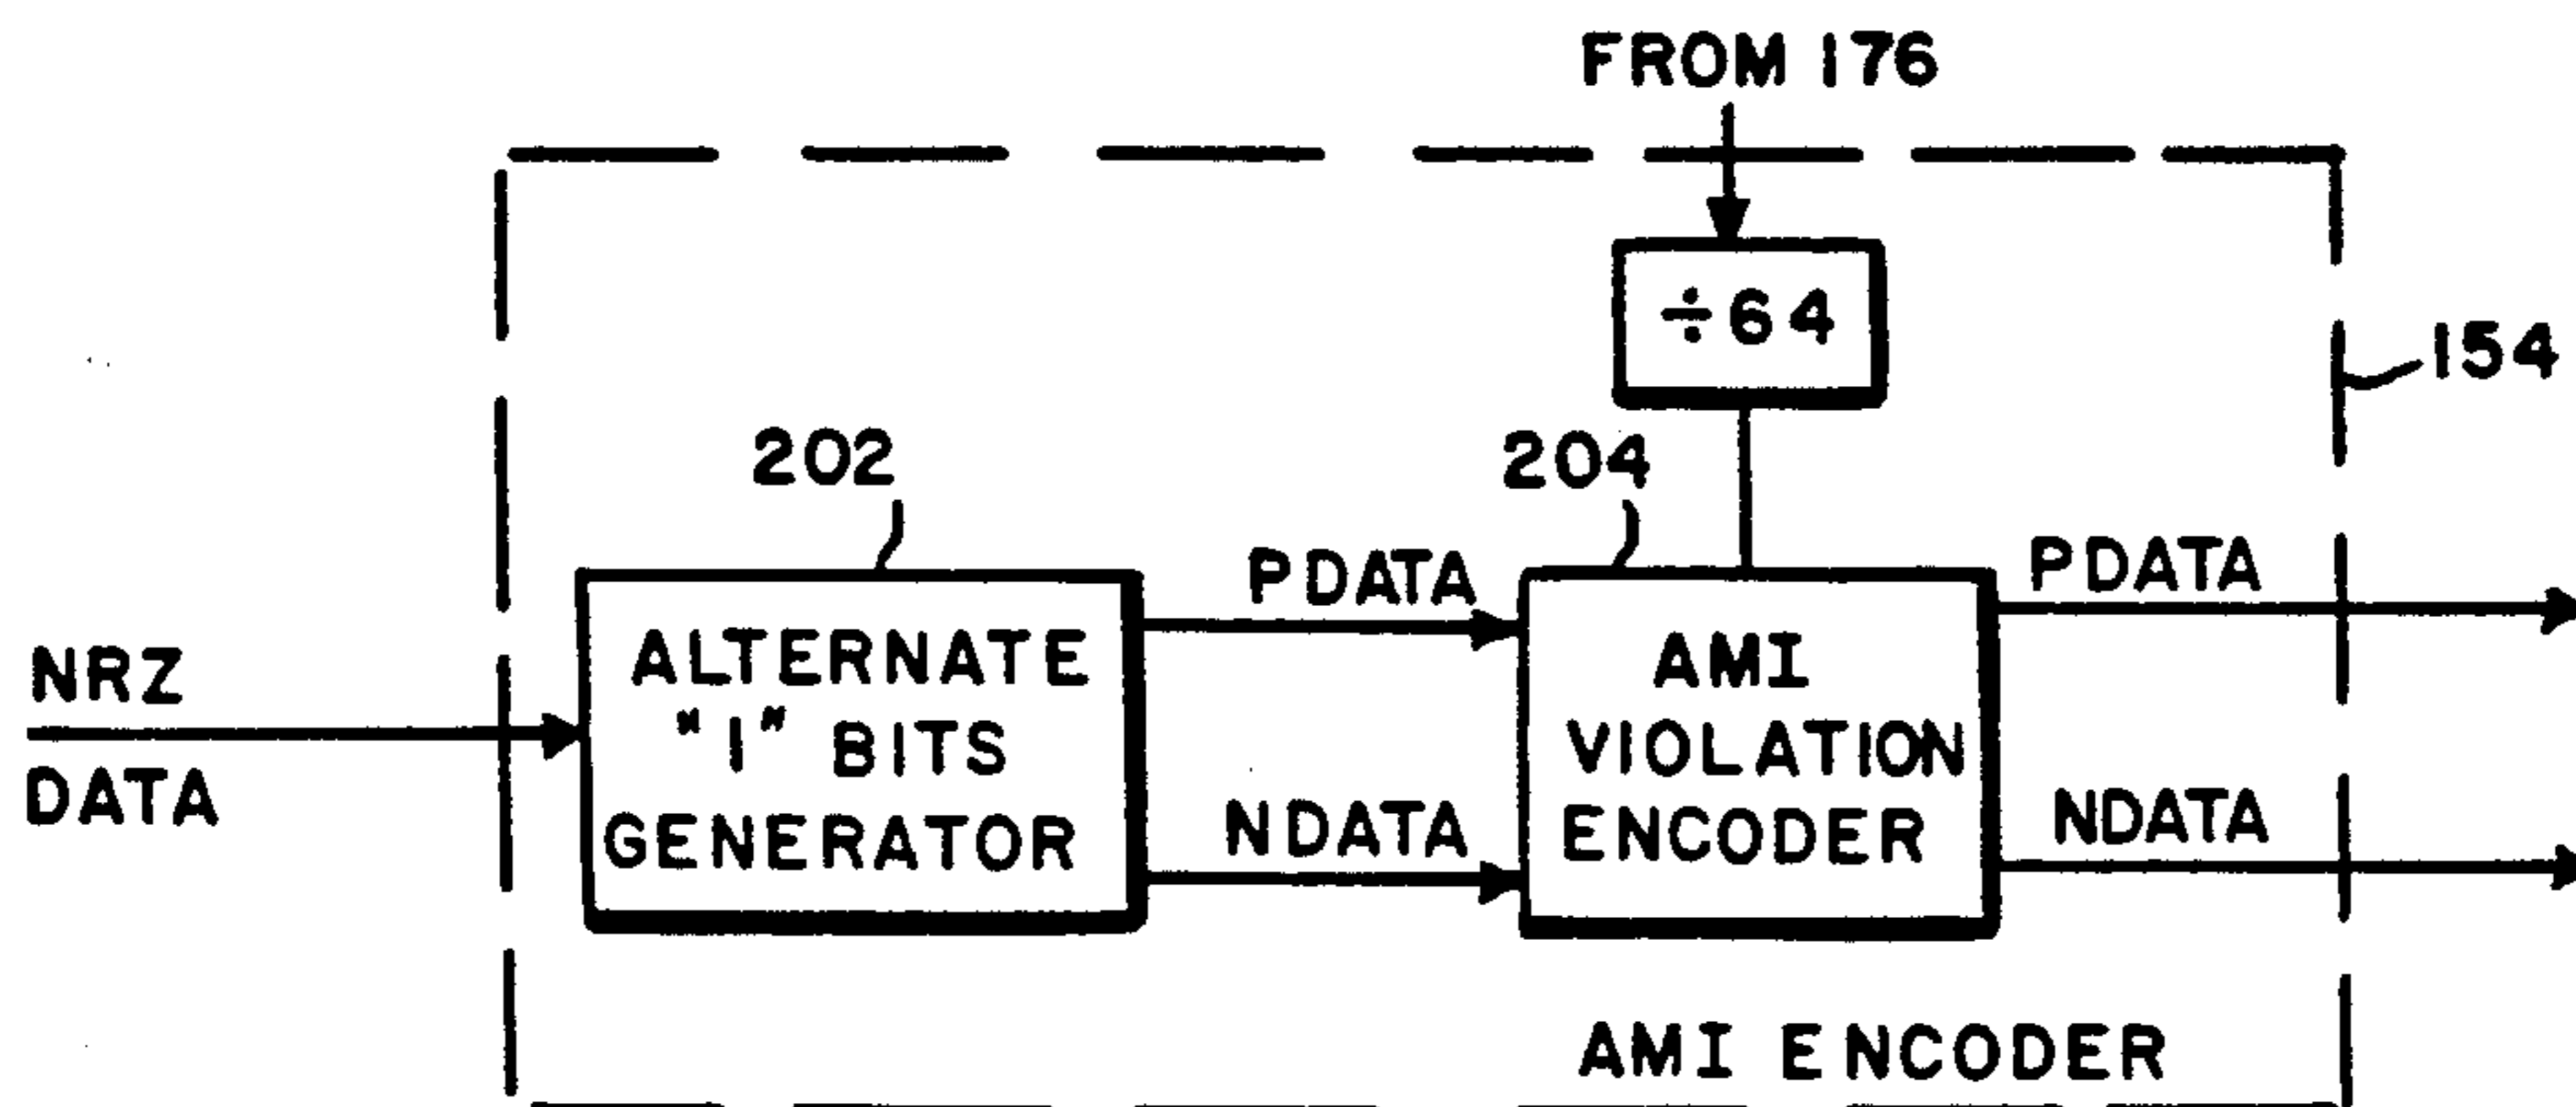 FROM 176
÷64
154
202
204
NRZ
DATA
ALTERNATE
"1" BITS
GENERATOR
PDATA
NDATA
AMI
VIOLATION
ENCODER
PDATA
NDATA
AMI ENCODER